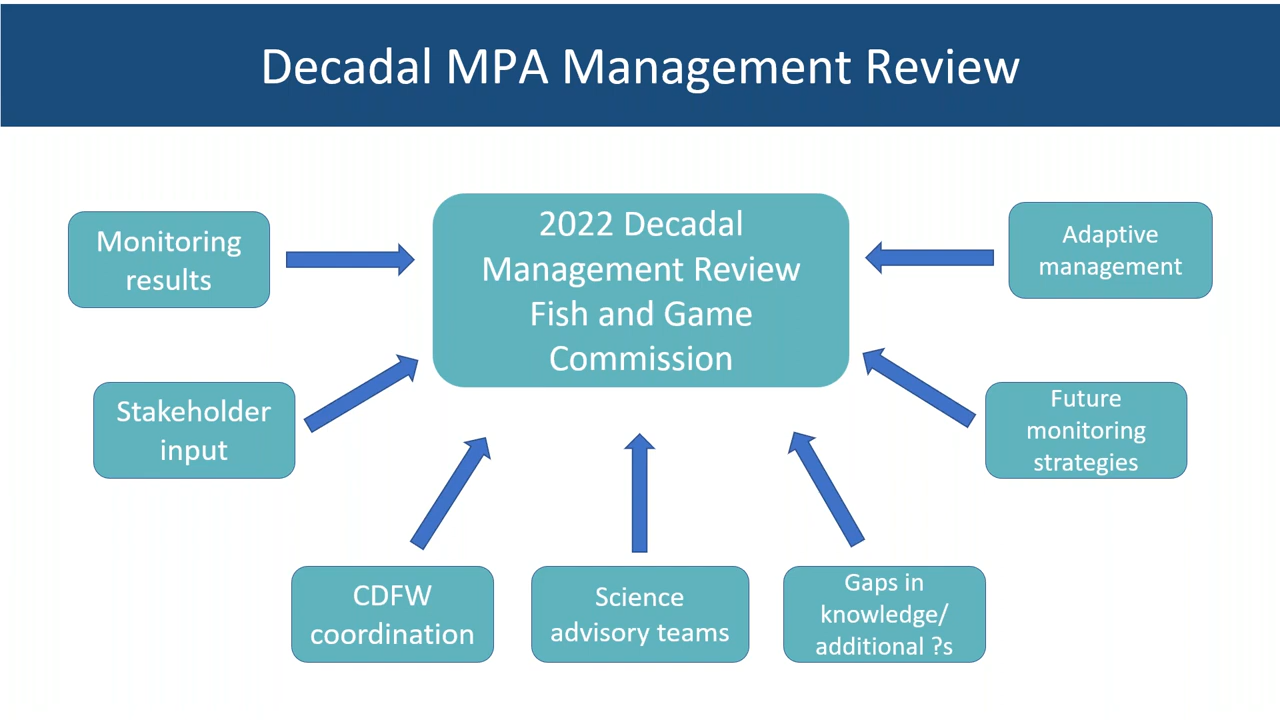 Decadal MPA Management Review
2022 Decadal
Management Review
Fish and Game
Commission
Monitoring
results
Adaptive
management
Stakeholder
input
Future
monitoring
strategies
CDFW
coordination
Science
advisory teams
Gaps in
knowledge/
additional ?s